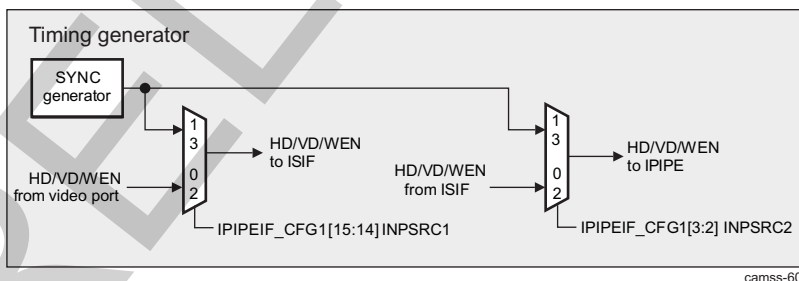 Timing generator
SYNC
generator
1
3
0
2
HD/VD/WEN
to ISIF
HD/VD/WEN
from video port
IPIPEIF_CFG1[15:14] INPSRC1
HD/VD/WEN
from ISIF
1
3
0
2
HD/VD/WEN
to IPIPE
IPIPEIF_CFG1[3:2] INPSRC2
camss-60